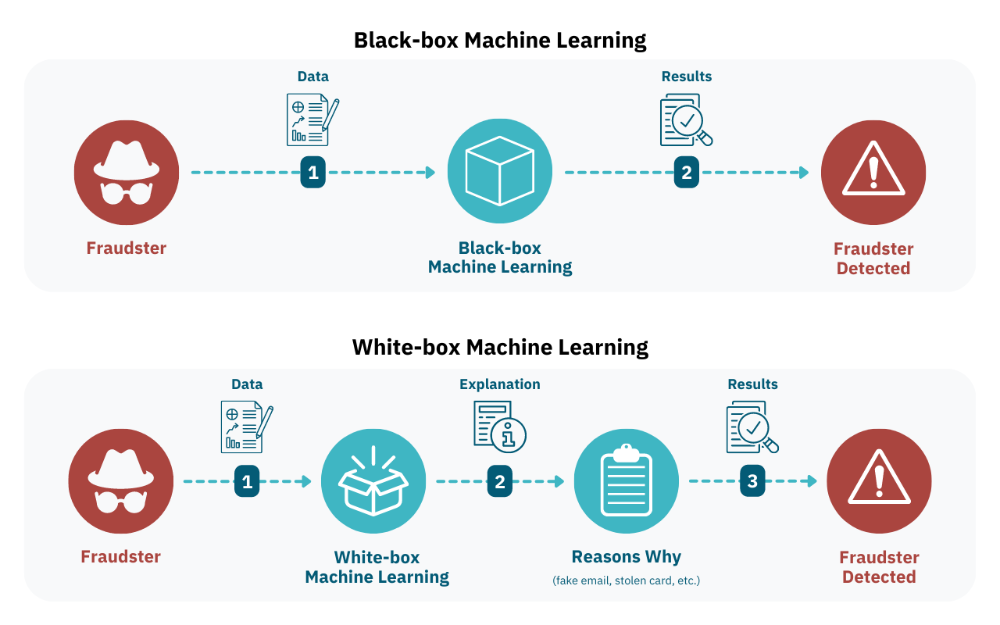 Black-box Machine Learning
Data
Results
1
2
Fraudster
Black-box
Machine Learning
Fraudster
Detected
White-box Machine Learning
Data
Explanation
Results
1
2
3
Fraudster
White-box
Machine Learning
Reasons Why
(fake email, stolen card, etc.)
Fraudster
Detected